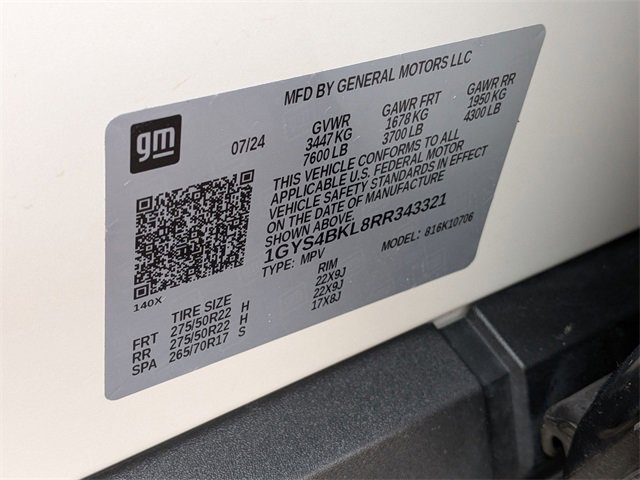 MFD BY GENERAL MOTORS LLC
gm
07/24
GVWR GAWR FRT GAWR RR
3447 KG 1678 KG 1950 KG
7600 LB 3700 LB 4300 LB
THIS VEHICLE CONFORMS TO ALL
APPLICABLE U.S. FEDERAL MOTOR
VEHICLE SAFETY STANDARDS IN EFFECT
ON THE DATE OF MANUFACTURE
SHOWN ABOVE.
1GYS4BKL8RR343321
TYPE: MPV MODEL: 816K10706
140X
TIRE SIZE RIM
FRT 275/50R22 H 22X9J
RR 275/50R22 H 22X9J
SPA 265/70R17 S 17X8J